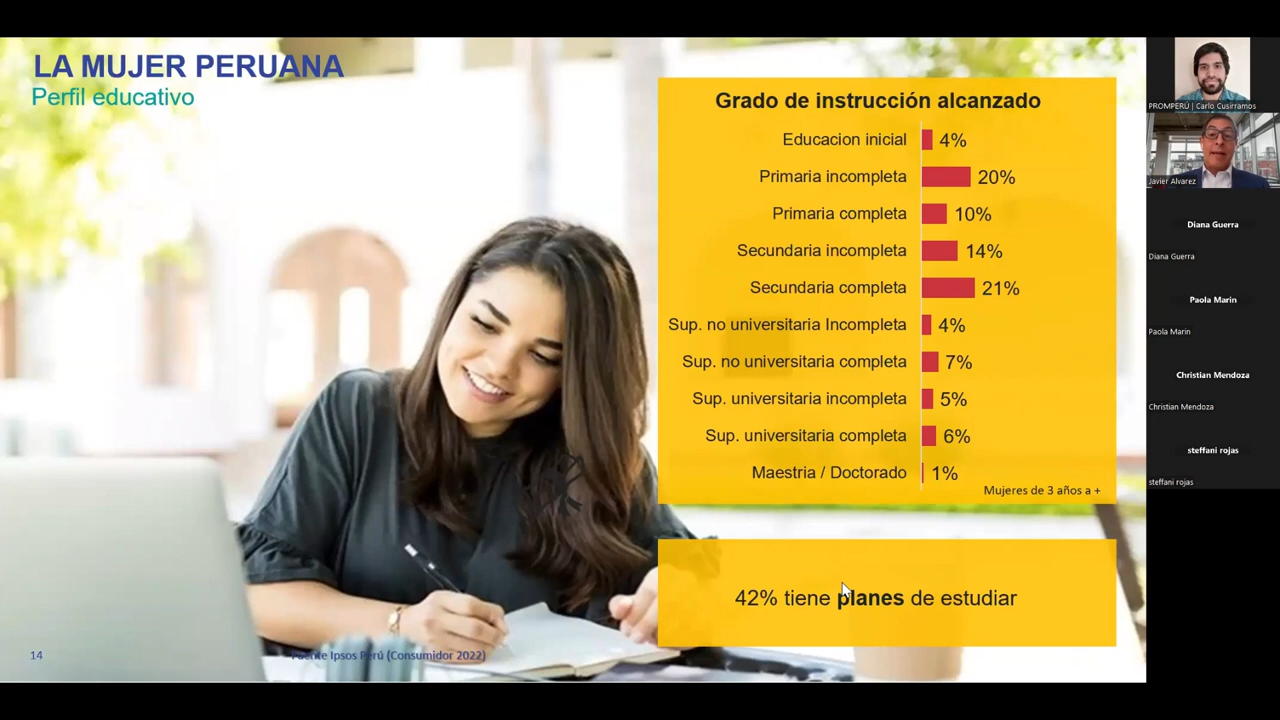 LA MUJER PERUANA
Perfil educativo
Grado de instrucción alcanzado
Educacion inicial 4%
Primaria incompleta 20%
Primaria completa 10%
Secundaria incompleta 14%
Secundaria completa 21%
Sup. no universitaria Incompleta 4%
Sup. no universitaria completa 7%
Sup. universitaria incompleta 5%
Sup. universitaria completa 6%
Maestria / Doctorado 1%
Mujeres de 3 años a +
42% tiene planes de estudiar
14
Fuente Ipsos Perú (Consumidor 2022)
PROMPERÚ | Carlo Cusirramos
Javier Alvarez
Diana Guerra
Diana Guerra
Paola Marin
Paola Marin
Christian Mendoza
Christian Mendoza
steffani rojas
steffani rojas